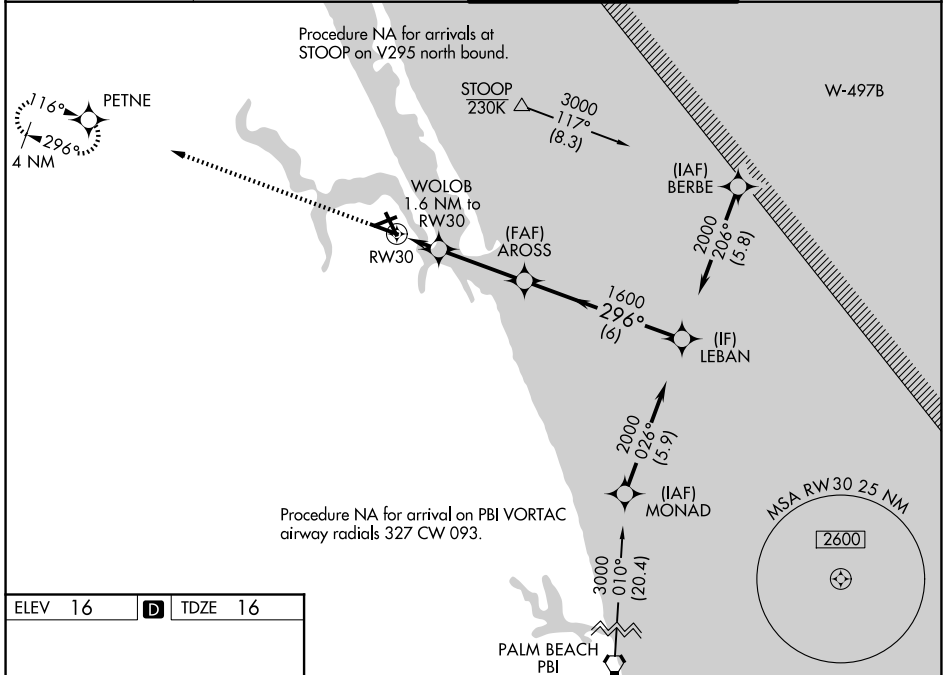 Procedure NA for arrivals at
STOOP on V295 north bound.
W-497B
STOOP
230K
3000
117°
(8.3)
116°
PETNE
296°
4 NM
(IAF)
BERBE
WOLOB
1.6 NM to
RW30
RW30
(FAF)
AROSS
2000
206°
(5.8)
1600
296°
(6)
(IF)
LEBAN
2000
026°
(5.9)
(IAF)
MONAD
Procedure NA for arrival on PBI VORTAC
airway radials 327 CW 093.
MSA RW30 25 NM
2600
3000
010°
(20.4)
ELEV 16 D TDZE 16
PALM BEACH
PBI